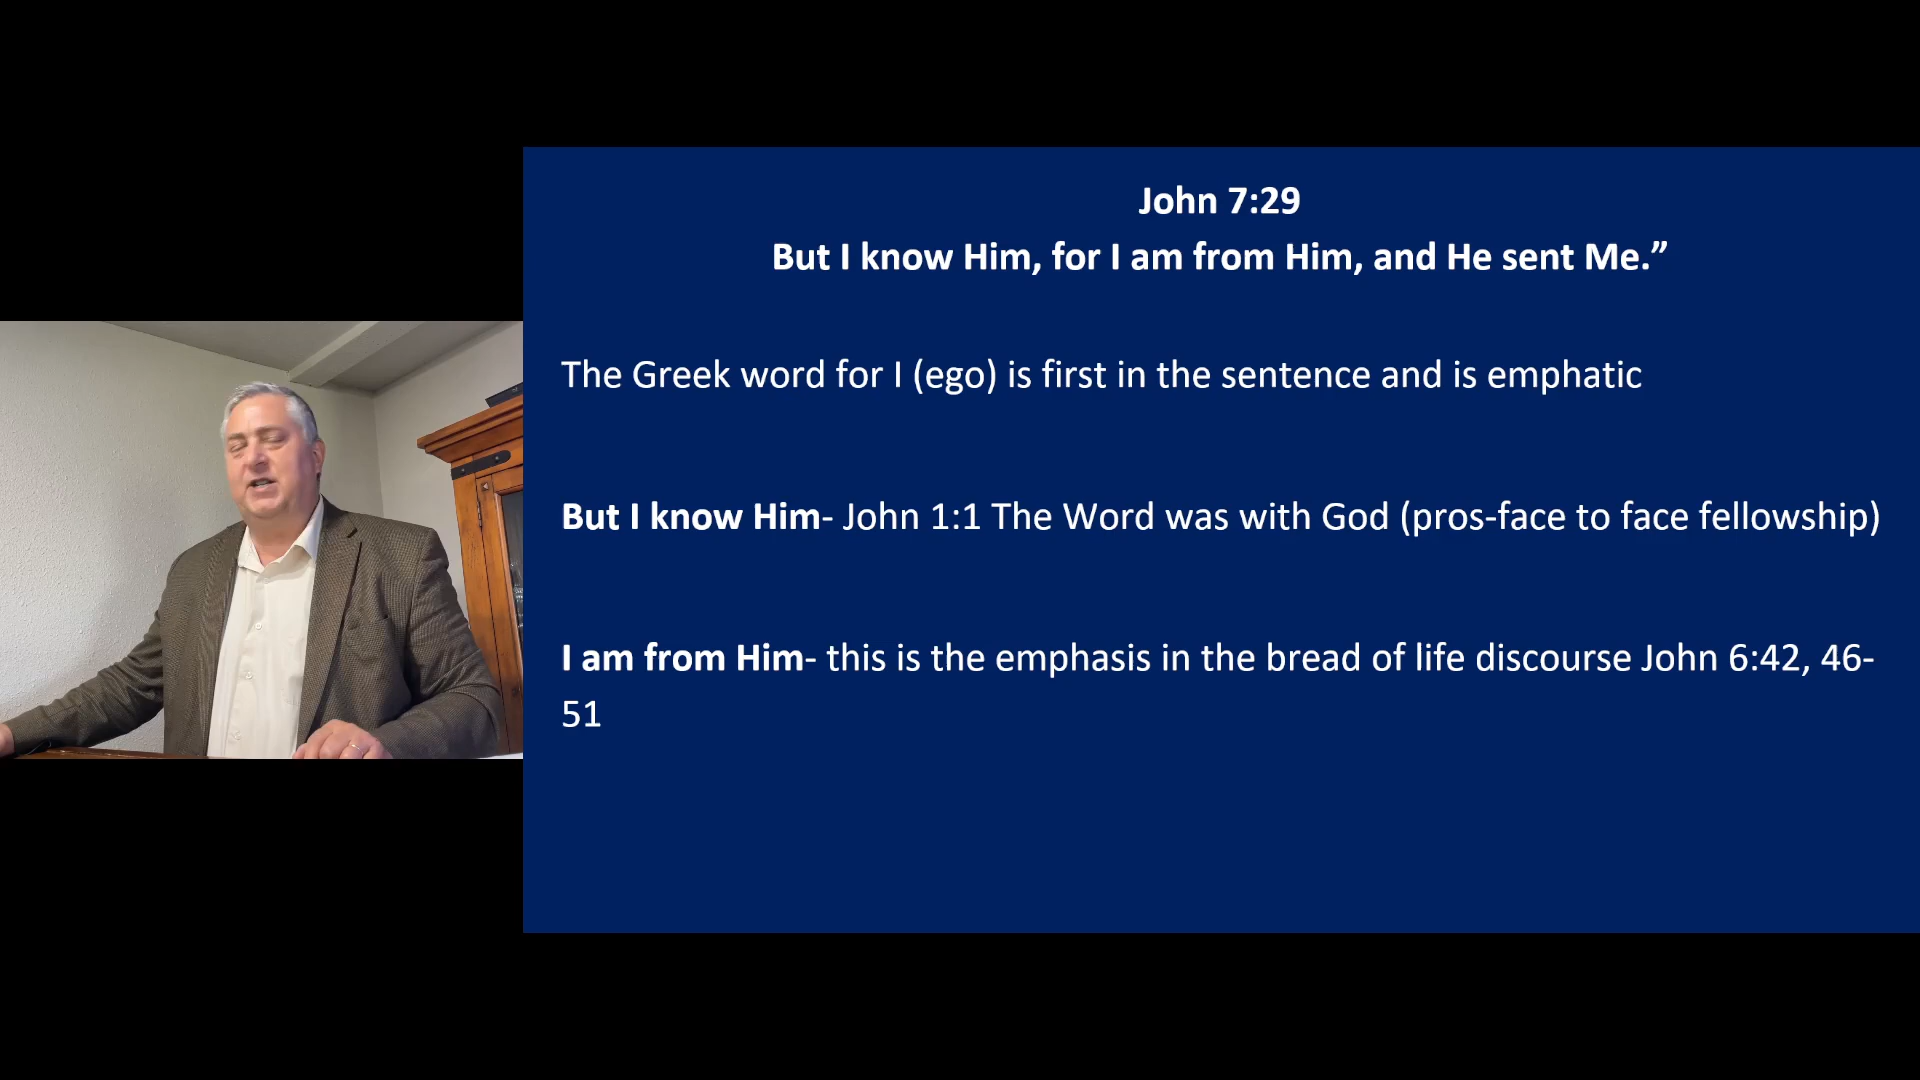 John 7:29
But I know Him, for I am from Him, and He sent Me.”
The Greek word for I (ego) is first in the sentence and is emphatic
But I know Him- John 1:1 The Word was with God (pros-face to face fellowship)
I am from Him- this is the emphasis in the bread of life discourse John 6:42, 46-
51